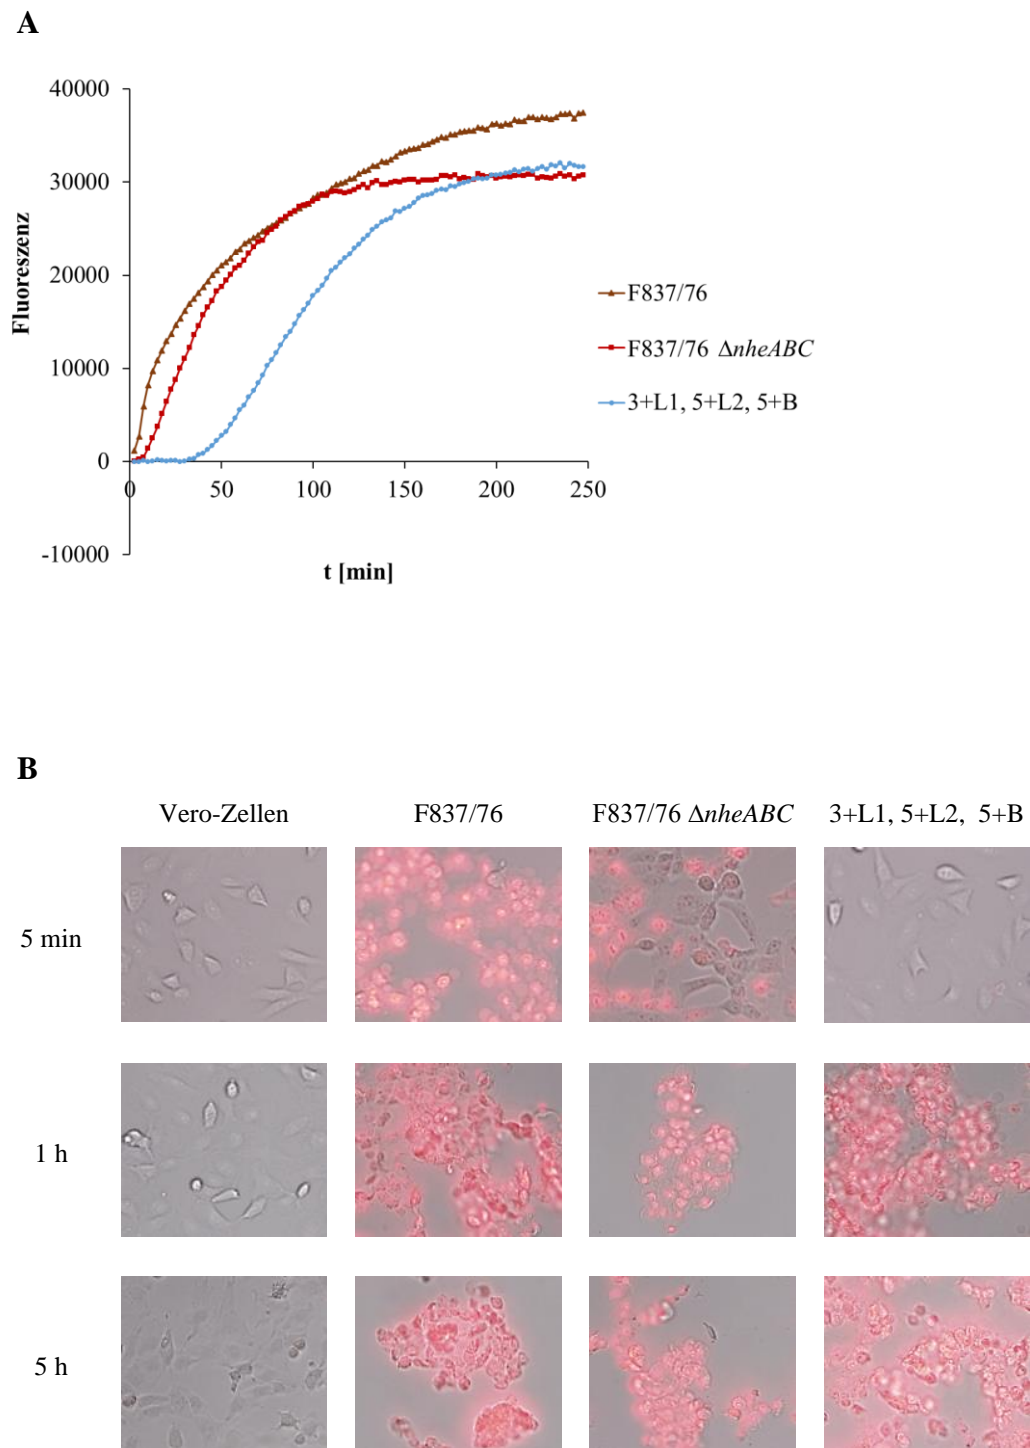 A
40000
30000
20000
10000
0
-10000
Fluoreszenz
0 50 100 150 200 250
t [min]
F837/76
F837/76 ΔnheABC
3+L1, 5+L2, 5+B
B
Vero-Zellen F837/76 F837/76 ΔnheABC 3+L1, 5+L2, 5+B
5 min
1 h
5 h